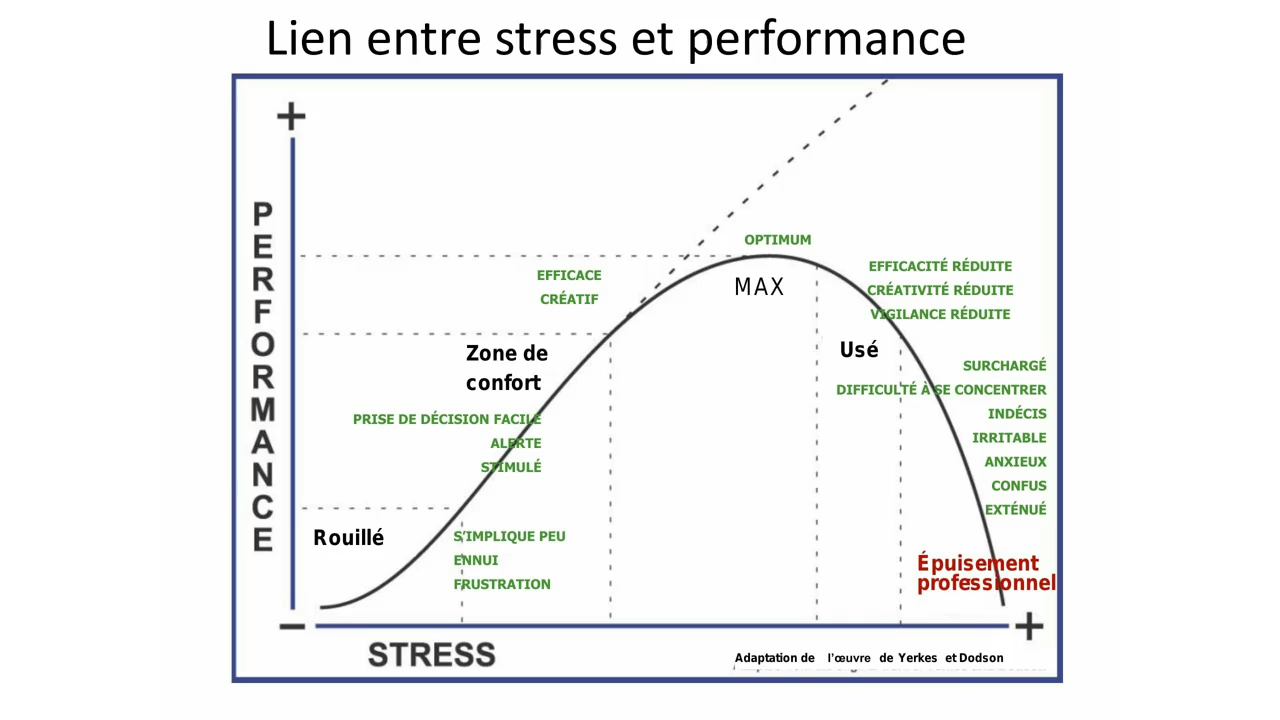 Lien entre stress et performance
+
PERFORMANCE
OPTIMUM
EFFICACE
CRÉATIF
MAX
EFFICACITÉ RÉDUITE
CRÉATIVITÉ RÉDUITE
VIGILANCE RÉDUITE
Zone de
confort
Usé
PRISE DE DÉCISION FACILE
ALERTE
STIMULÉ
SURCHARGÉ
DIFFICULTÉ À SE CONCENTRER
INDÉCIS
IRRITABLE
ANXIEUX
CONFUS
EXTÉNUÉ
Rouillé
S'IMPLIQUE PEU
ENNUI
FRUSTRATION
Épuisement
professionnel
− +
STRESS
Adaptation de l'œuvre de Yerkes et Dodson